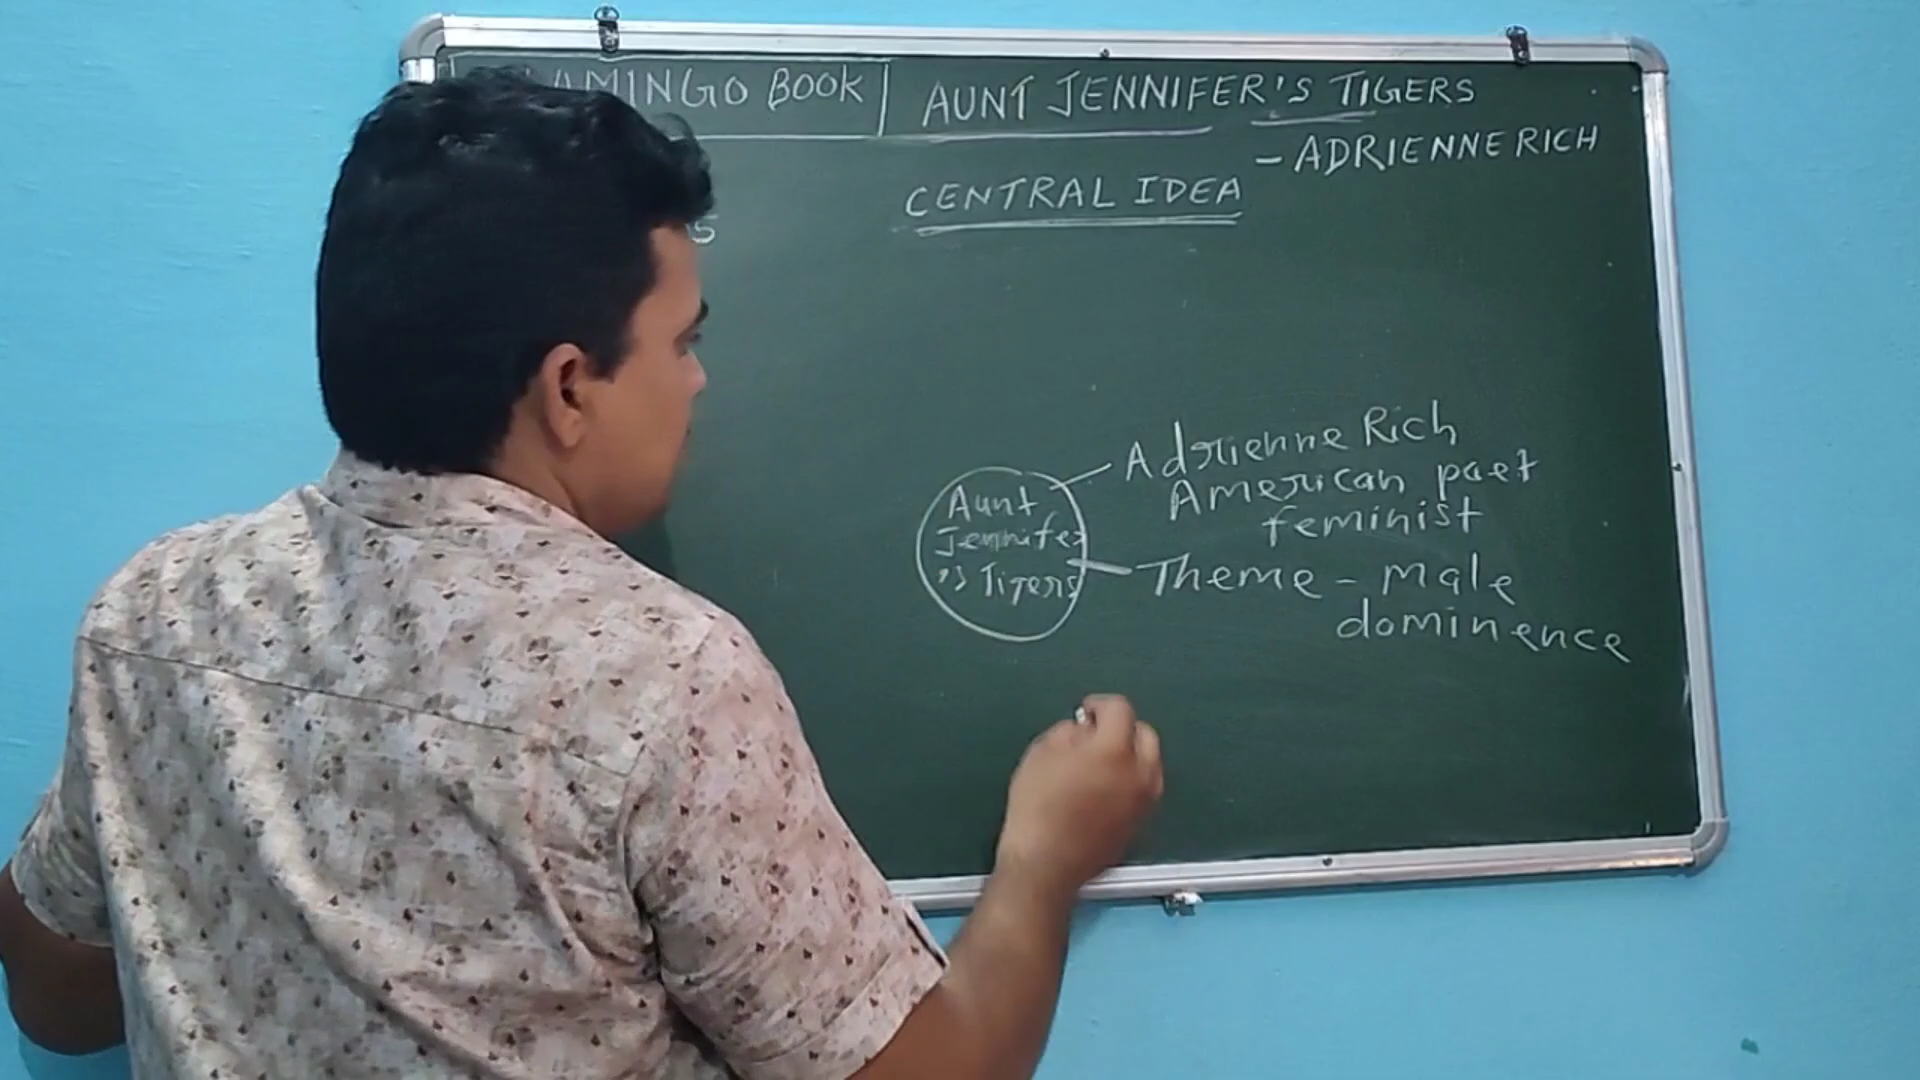 AMINGO BOOK
AUNT JENNIFER'S TIGERS
- ADRIENNE RICH
CENTRAL IDEA
Adrienne Rich
American poet
feminist
Aunt
Jennifer
's Tigers
Theme - Male
dominence